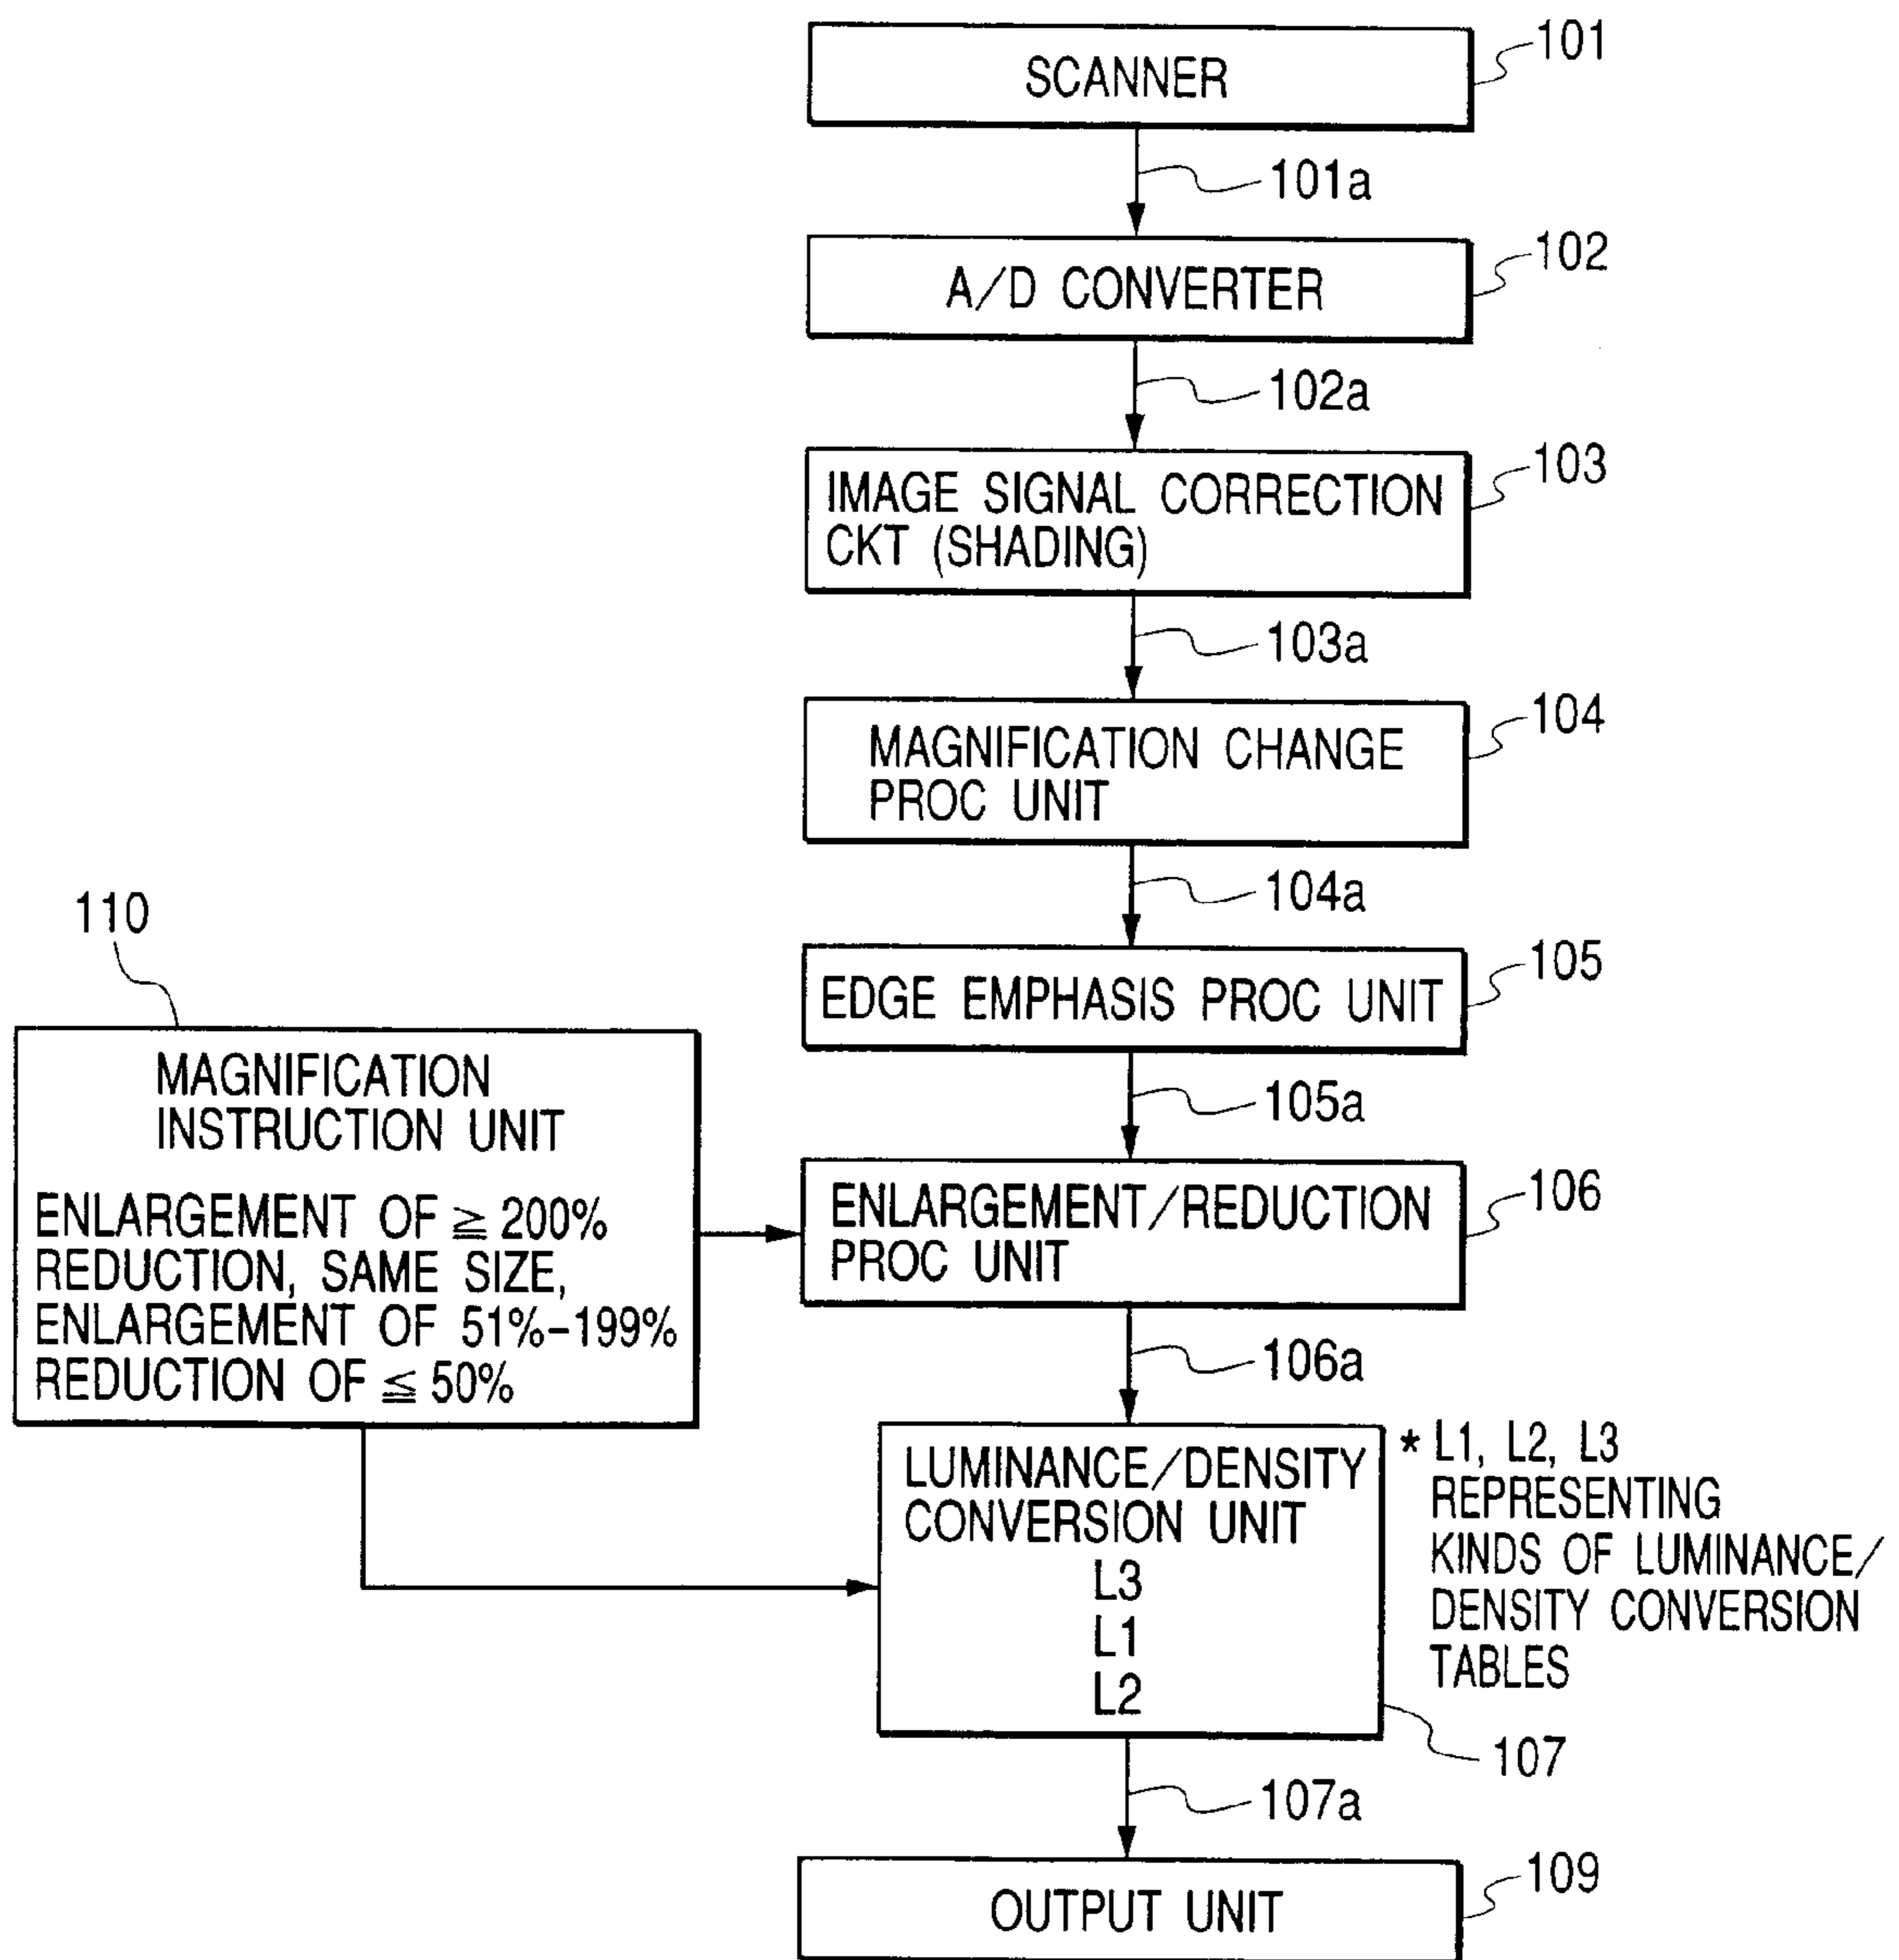 SCANNER
101
101a
A/D CONVERTER
102
102a
IMAGE SIGNAL CORRECTION
CKT (SHADING)
103
103a
MAGNIFICATION CHANGE
PROC UNIT
104
104a
110
EDGE EMPHASIS PROC UNIT
105
105a
MAGNIFICATION
INSTRUCTION UNIT
ENLARGEMENT OF ≧ 200%
REDUCTION, SAME SIZE,
ENLARGEMENT OF 51%-199%
REDUCTION OF ≦ 50%
ENLARGEMENT/REDUCTION
PROC UNIT
106
106a
LUMINANCE/DENSITY
CONVERSION UNIT
L3
L1
L2
* L1, L2, L3
REPRESENTING
KINDS OF LUMINANCE/
DENSITY CONVERSION
TABLES
107
107a
OUTPUT UNIT
109